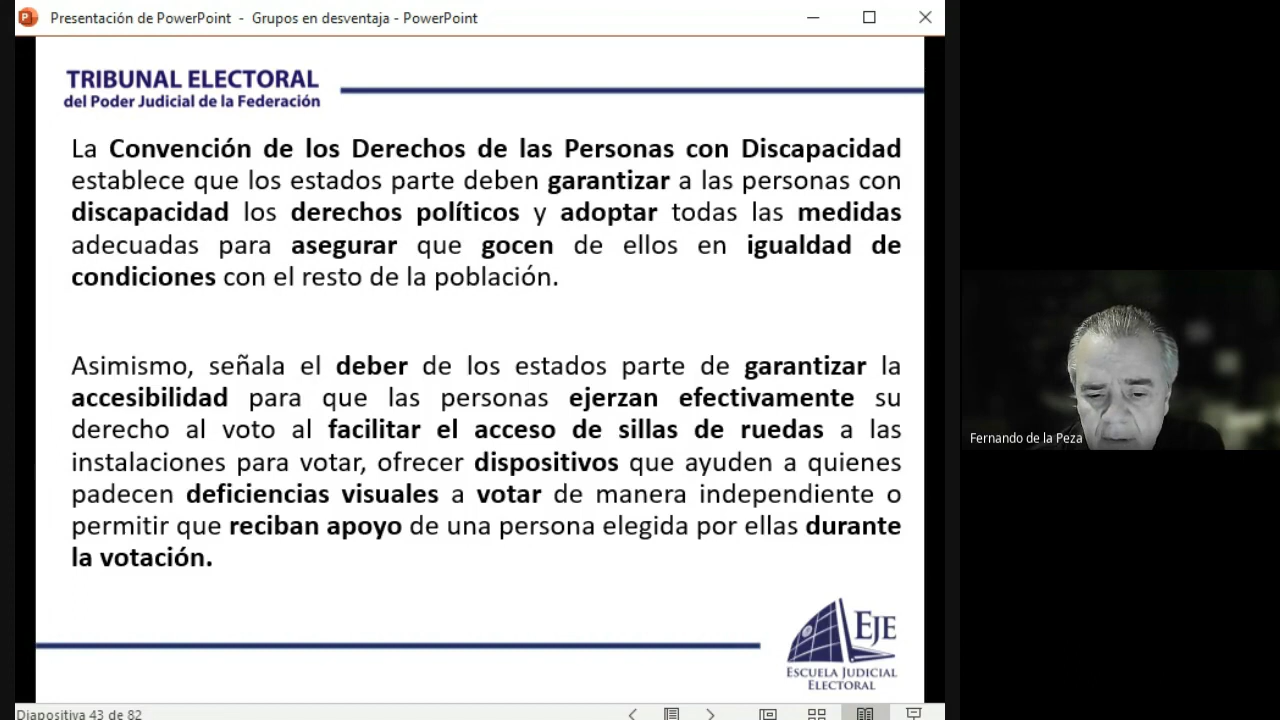 Presentación de PowerPoint - Grupos en desventaja - PowerPoint
TRIBUNAL ELECTORAL
del Poder Judicial de la Federación
La Convención de los Derechos de las Personas con Discapacidad
establece que los estados parte deben garantizar a las personas con
discapacidad los derechos políticos y adoptar todas las medidas
adecuadas para asegurar que gocen de ellos en igualdad de
condiciones con el resto de la población.
Asimismo, señala el deber de los estados parte de garantizar la
accesibilidad para que las personas ejerzan efectivamente su
derecho al voto al facilitar el acceso de sillas de ruedas a las
instalaciones para votar, ofrecer dispositivos que ayuden a quienes
padecen deficiencias visuales a votar de manera independiente o
permitir que reciban apoyo de una persona elegida por ellas durante
la votación.
EJE
ESCUELA JUDICIAL
ELECTORAL
Diapositiva 43 de 82
Fernando de la Peza